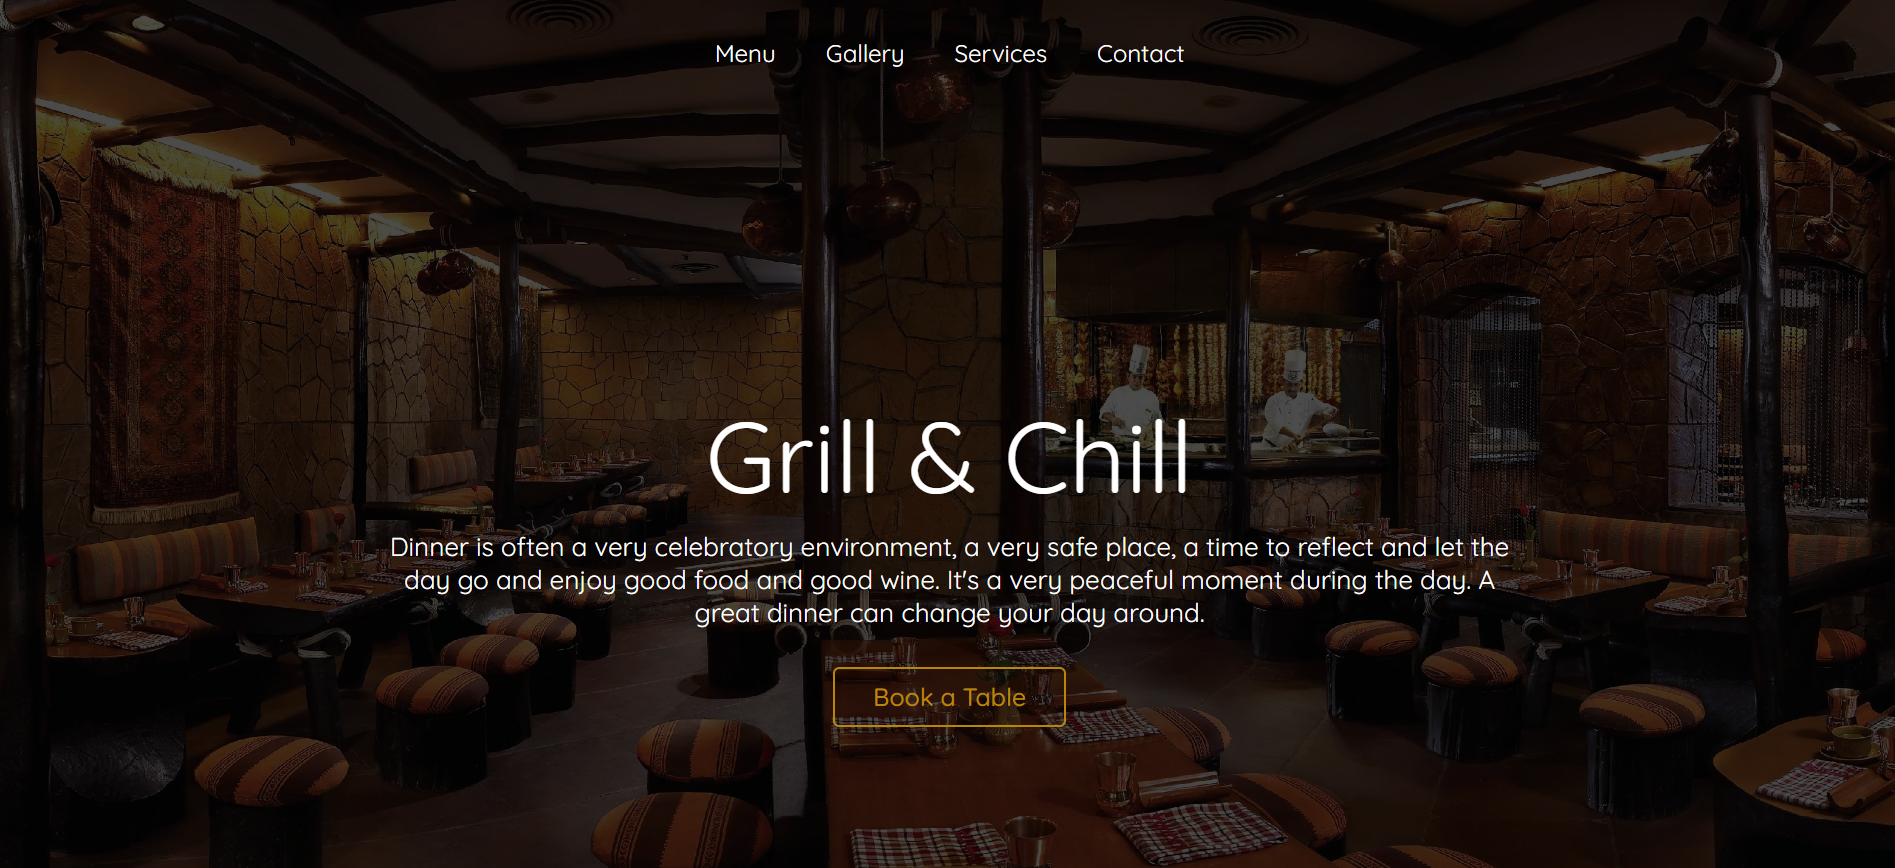 Menu Gallery Services Contact
Grill & Chill
Dinner is often a very celebratory environment, a very safe place, a time to reflect and let the
day go and enjoy good food and good wine. It's a very peaceful moment during the day. A
great dinner can change your day around.
Book a Table